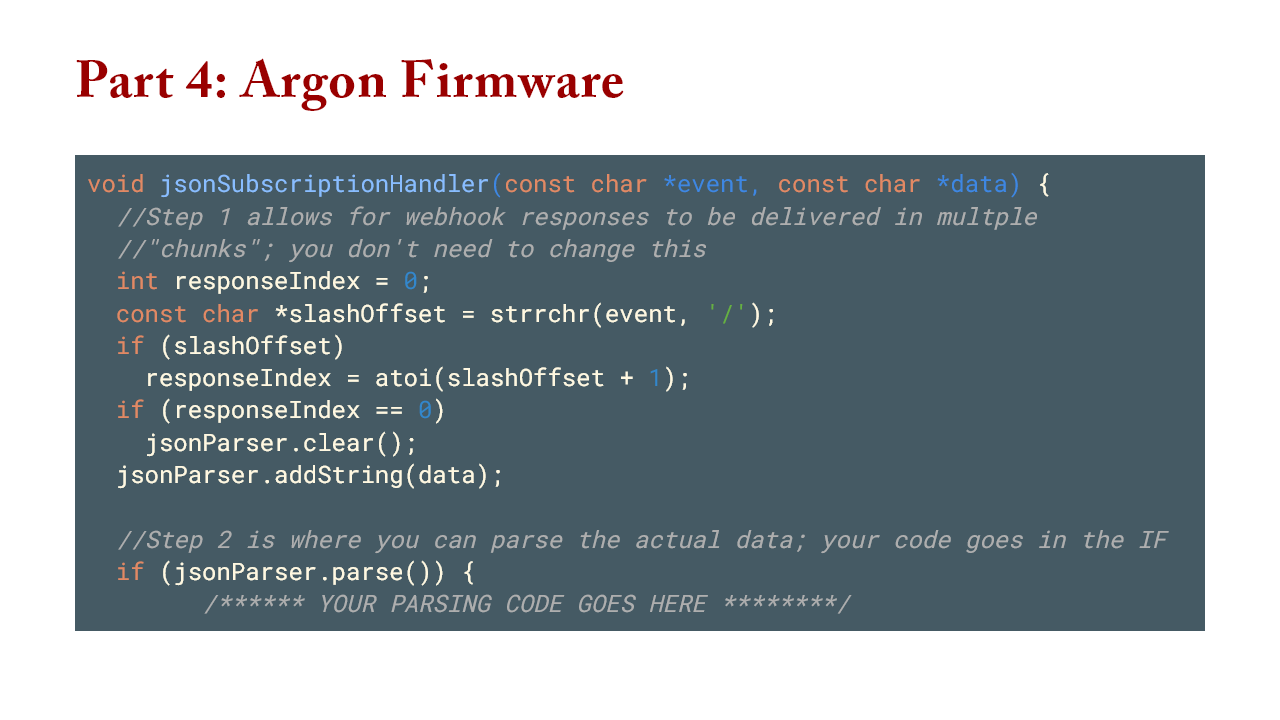 Part 4: Argon Firmware
void jsonSubscriptionHandler(const char *event, const char *data) {
//Step 1 allows for webhook responses to be delivered in multple
//"chunks"; you don't need to change this
int responseIndex = 0;
const char *slashOffset = strrchr(event, '/');
if (slashOffset)
responseIndex = atoi(slashOffset + 1);
if (responseIndex == 0)
jsonParser.clear();
jsonParser.addString(data);
//Step 2 is where you can parse the actual data; your code goes in the IF
if (jsonParser.parse()) {
/****** YOUR PARSING CODE GOES HERE ********/